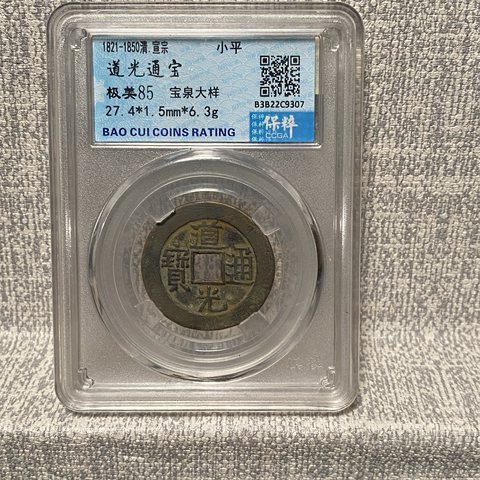 1821-1850清.宣宗 小平
道光通宝
极美85 宝泉大样
27.4*1.5mm*6.3g
B3B22C9307
BAO CUI COINS RATING
保粹
CCGA
道光通寶